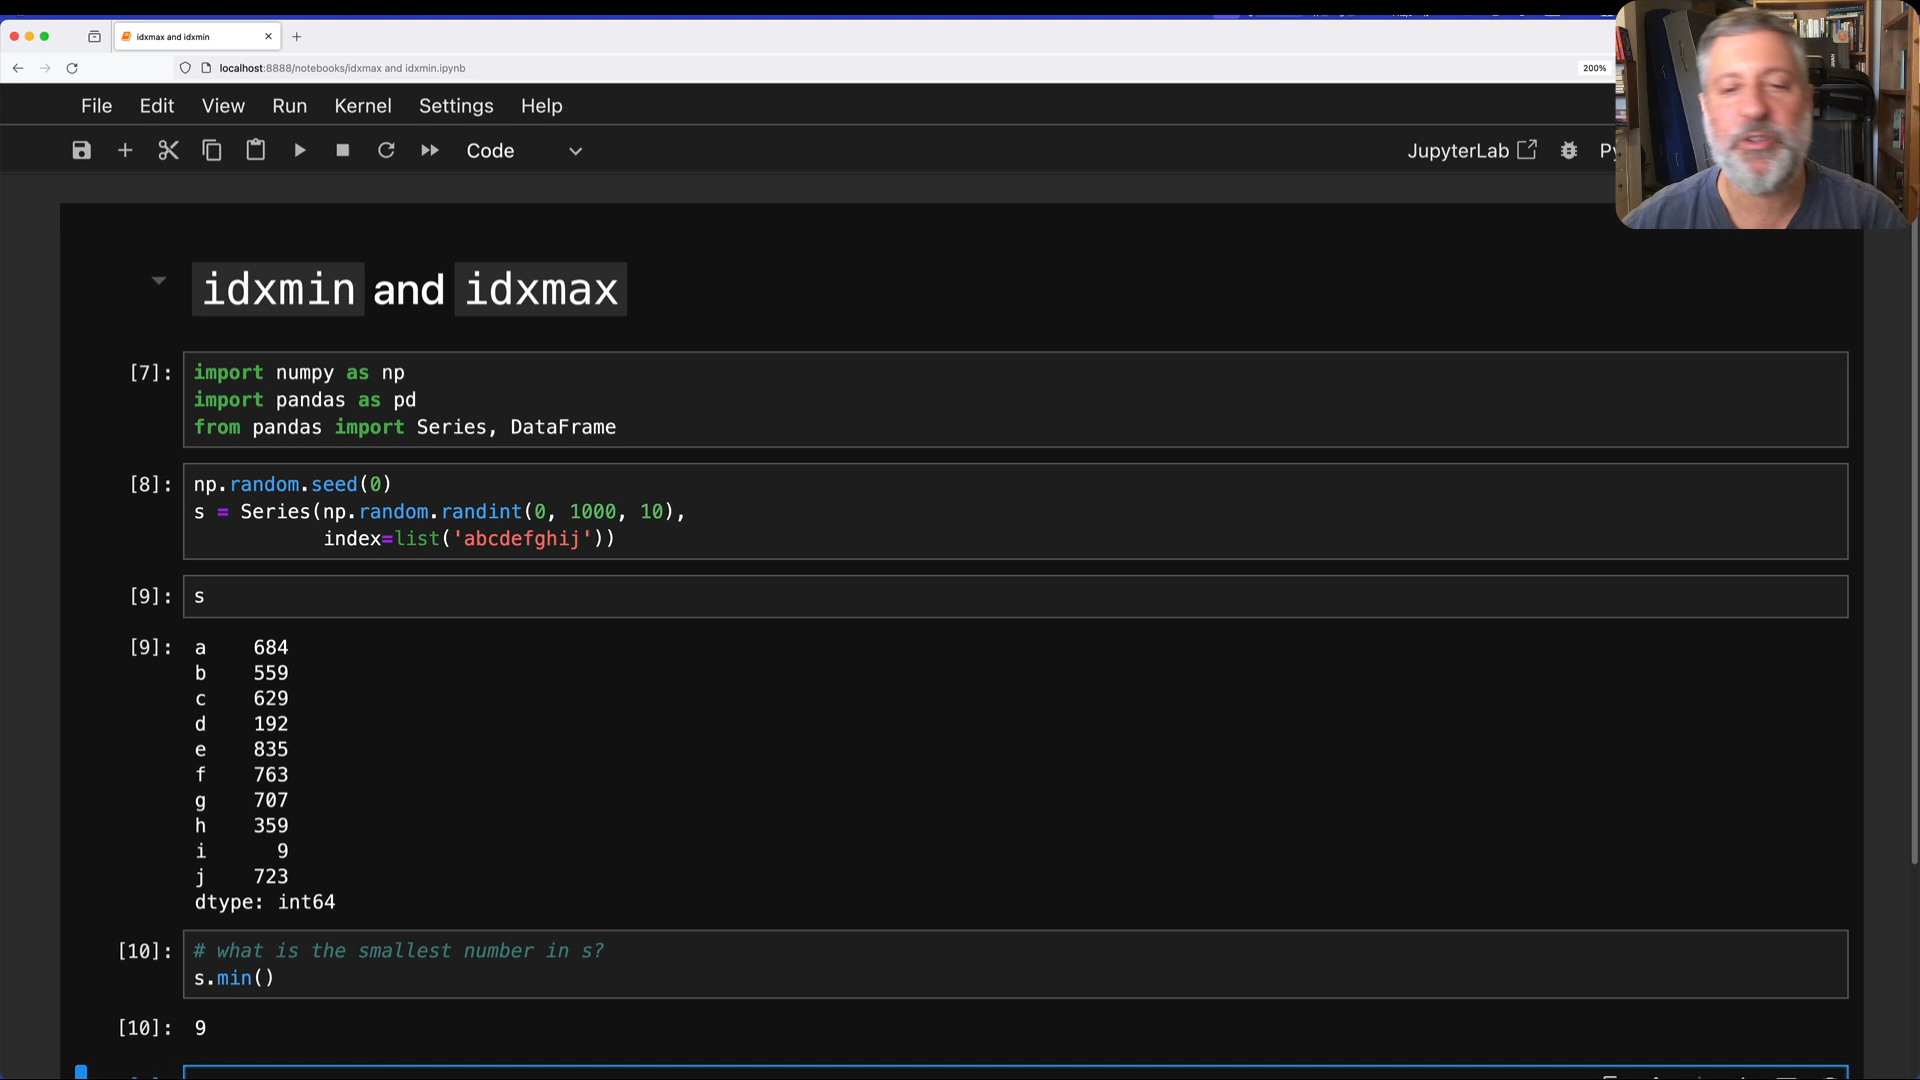 idxmax and idxmin
localhost:8888/notebooks/idxmax and idxmin.ipynb
200%
File Edit View Run Kernel Settings Help
Code
JupyterLab
idxmin and idxmax
[7]:
import numpy as np
import pandas as pd
from pandas import Series, DataFrame
[8]:
np.random.seed(0)
s = Series(np.random.randint(0, 1000, 10),
index=list('abcdefghij'))
[9]:
s
[9]:
a 684
b 559
c 629
d 192
e 835
f 763
g 707
h 359
i 9
j 723
dtype: int64
[10]:
# what is the smallest number in s?
s.min()
[10]:
9